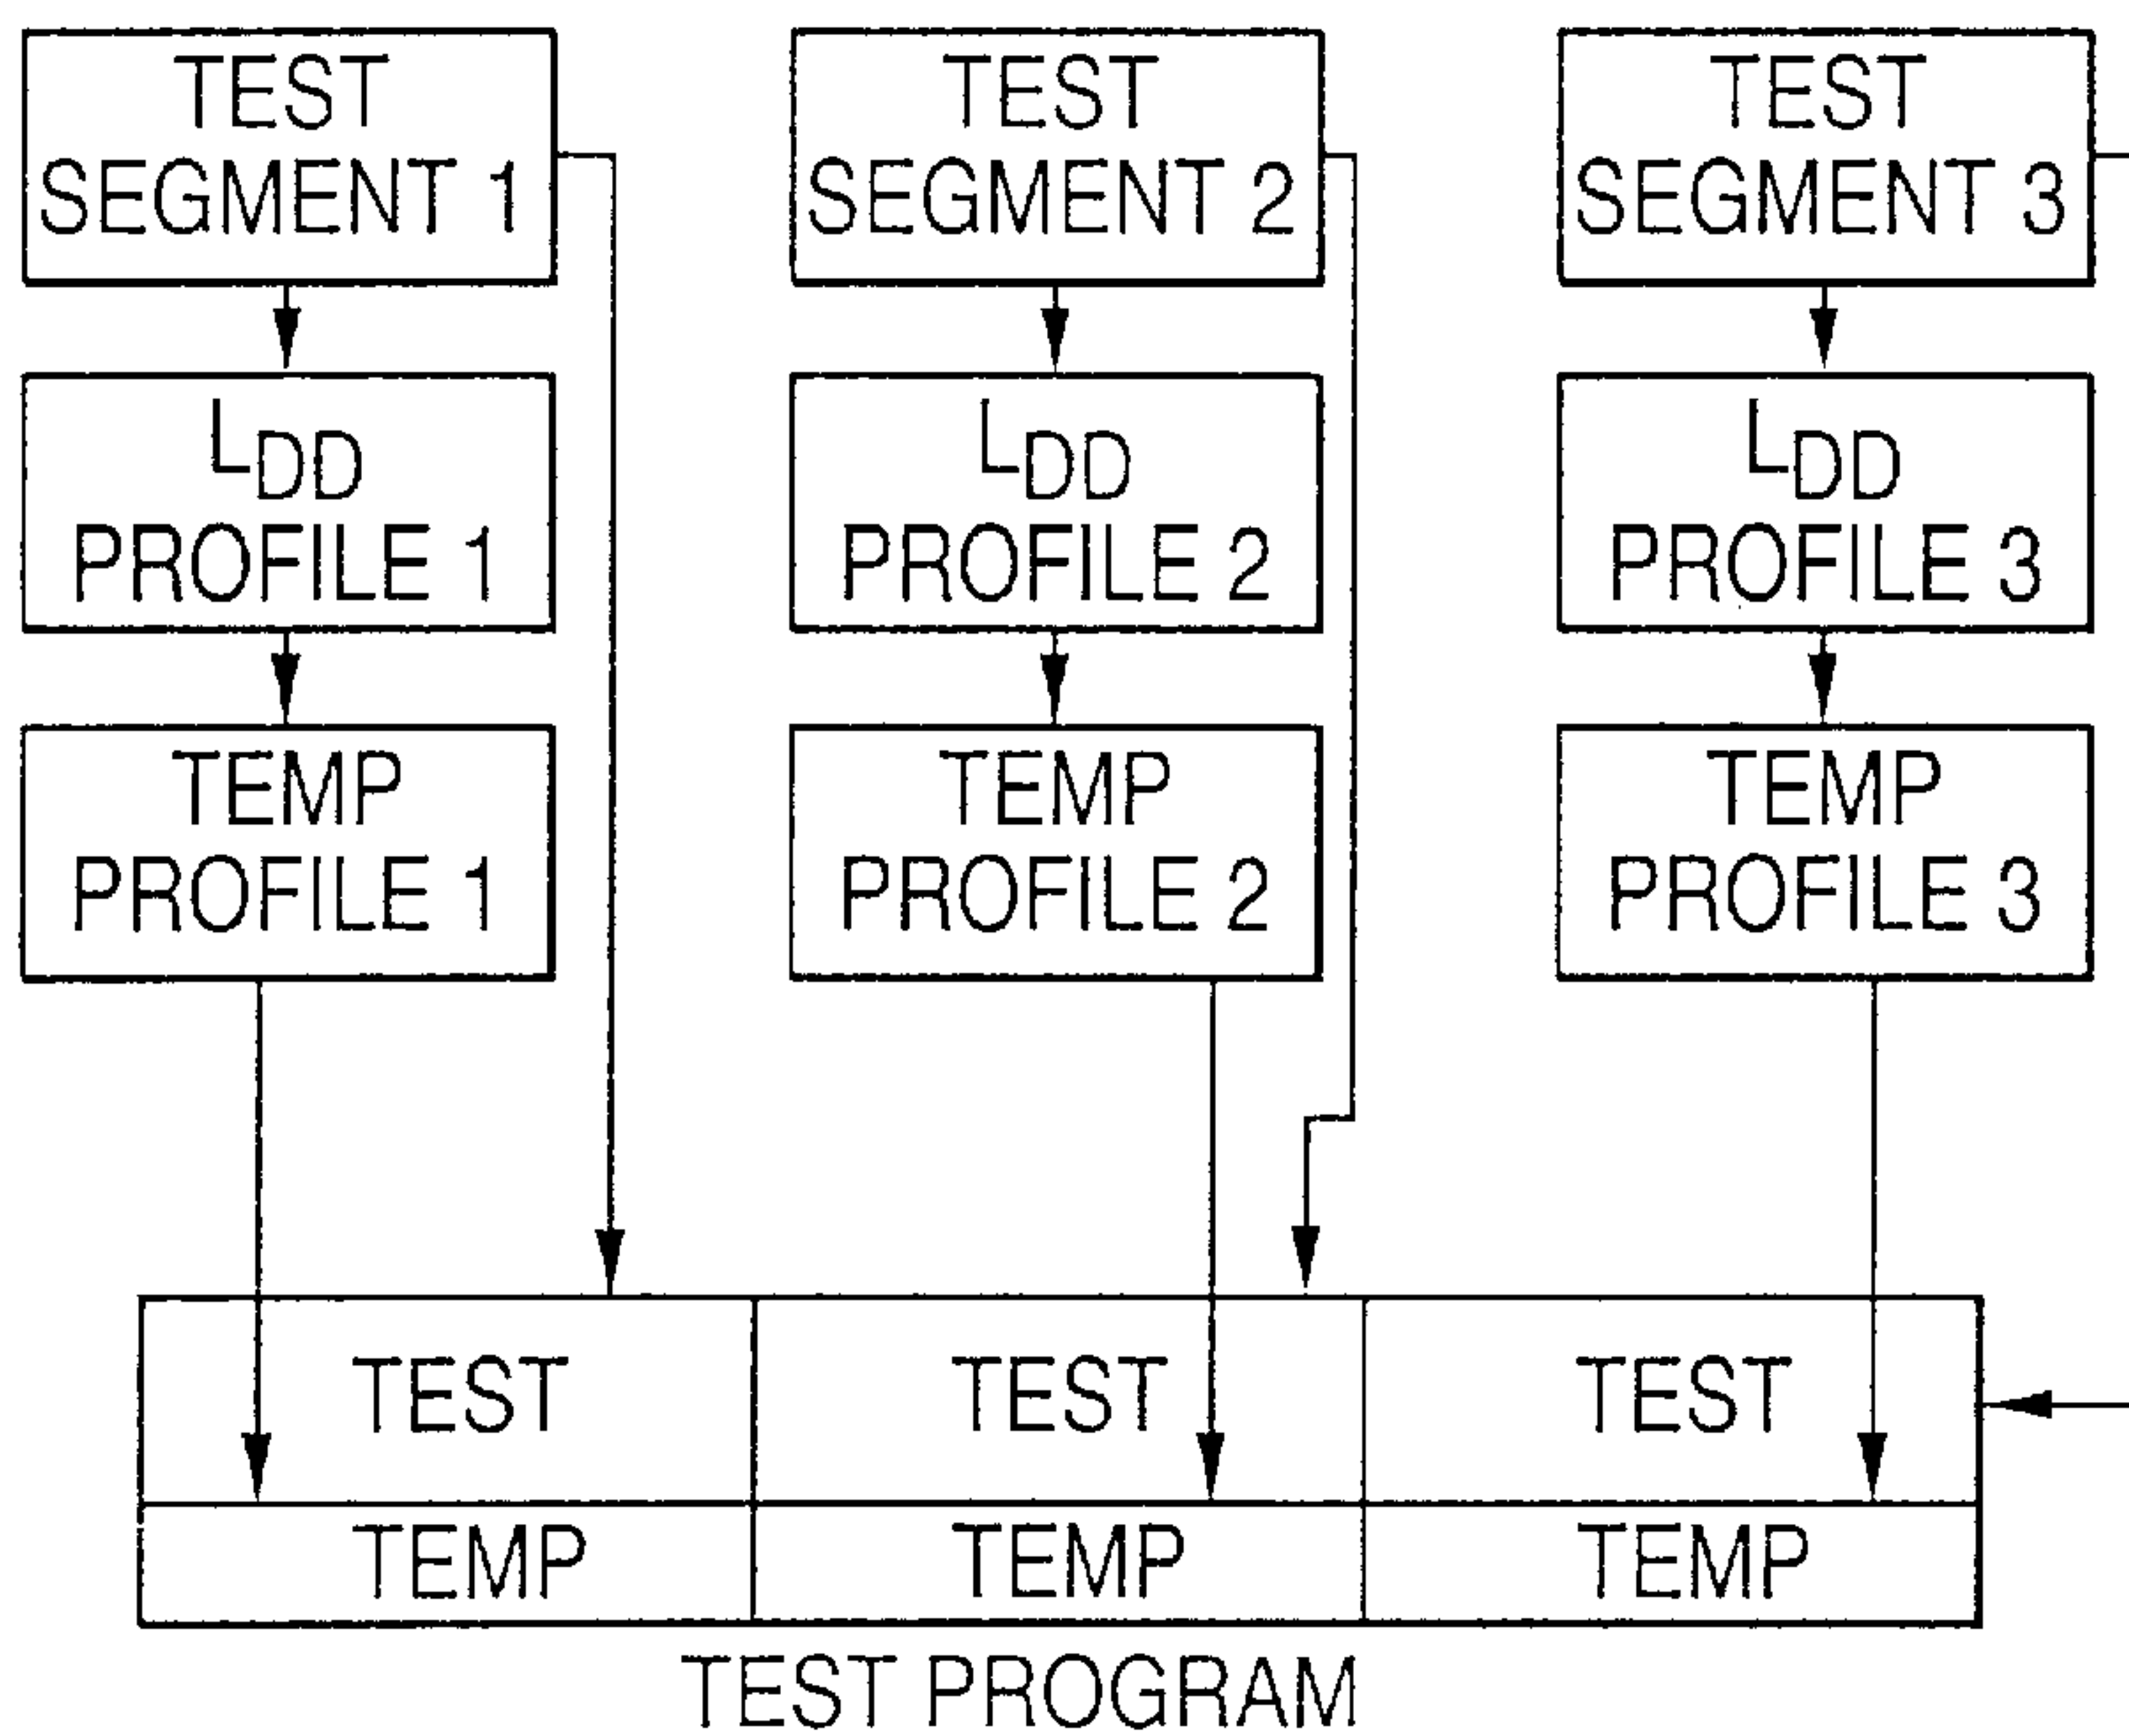 TEST
SEGMENT 1
TEST
SEGMENT 2
TEST
SEGMENT 3
LDD
PROFILE 1
LDD
PROFILE 2
LDD
PROFILE 3
TEMP
PROFILE 1
TEMP
PROFILE 2
TEMP
PROFILE 3
TEST
TEST
TEST
TEMP
TEMP
TEMP
TEST PROGRAM